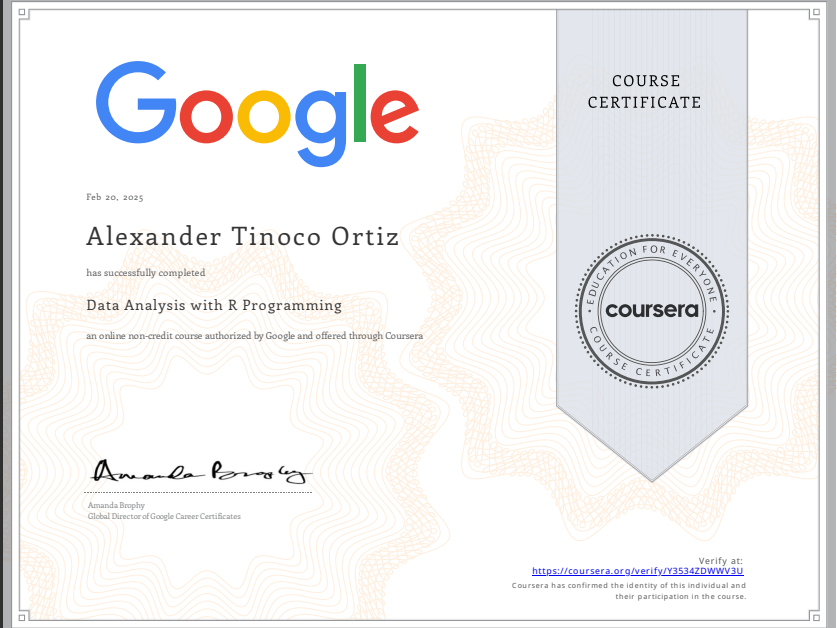 Google
COURSE
CERTIFICATE
Feb 20, 2025
Alexander Tinoco Ortiz
has successfully completed
Data Analysis with R Programming
an online non-credit course authorized by Google and offered through Coursera
EDUCATION FOR EVERYONE
coursera
COURSE CERTIFICATE
Amanda Brophy
Amanda Brophy
Global Director of Google Career Certificates
Verify at:
https://coursera.org/verify/Y3534ZDWWV3U
Coursera has confirmed the identity of this individual and
their participation in the course.